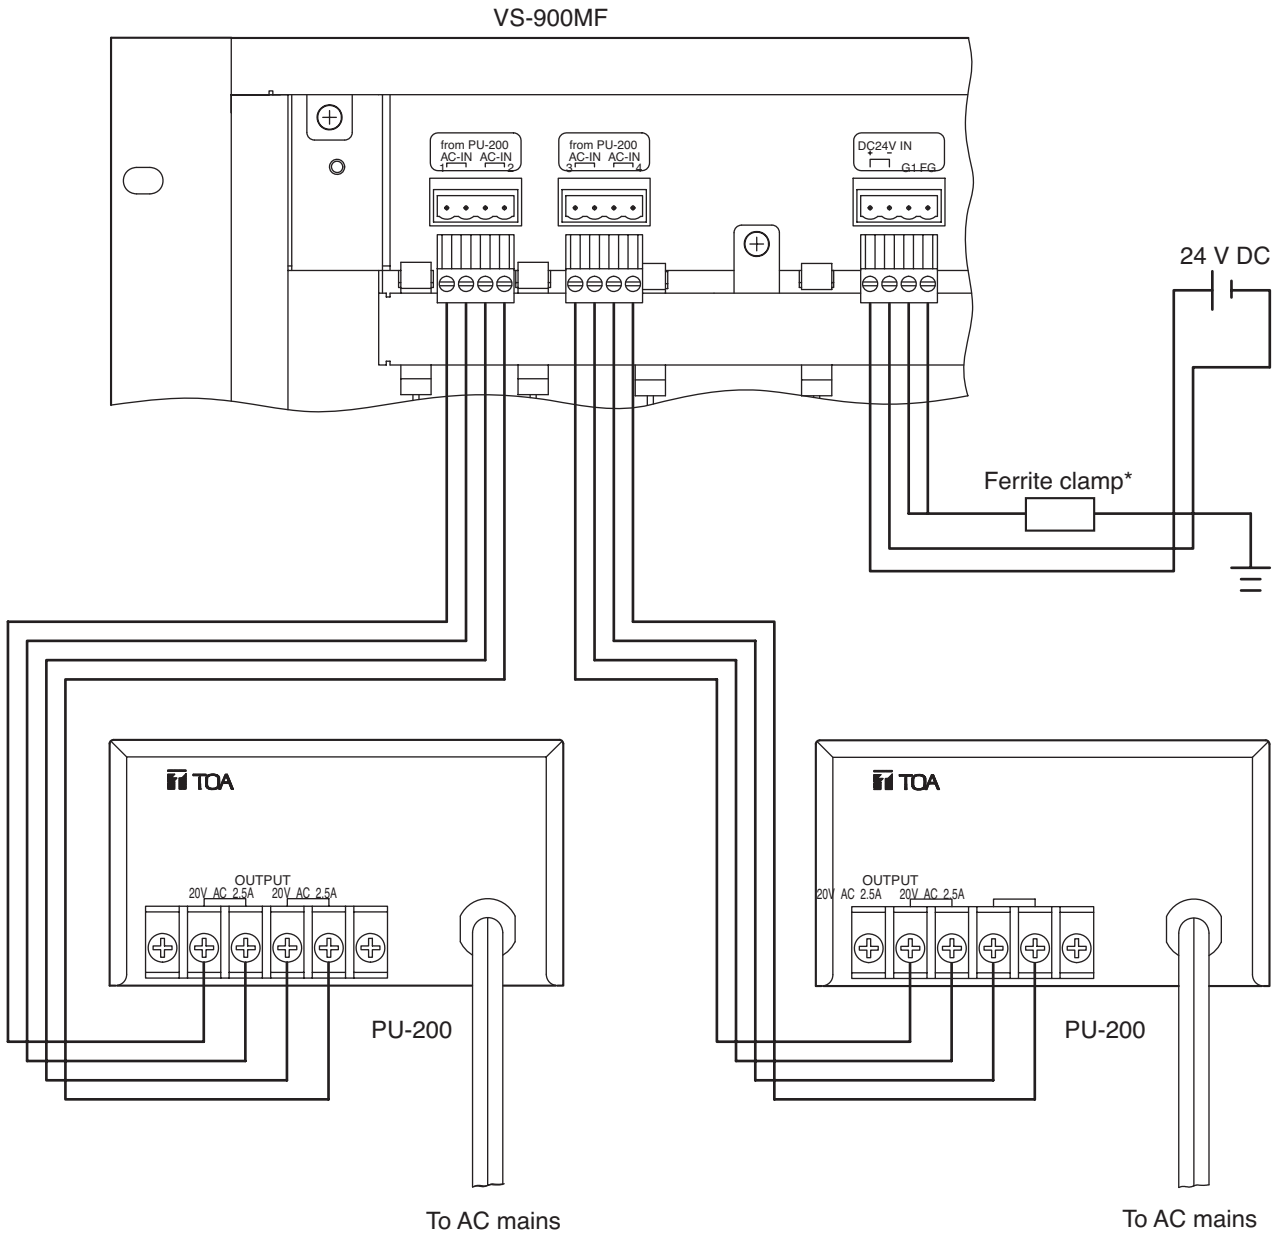 VS-900MF
from PU-200
AC-IN AC-IN
1 2
from PU-200
AC-IN AC-IN
3 4
DC24V IN
+ -
G1 FG
24 V DC
Ferrite clamp*
TOA
OUTPUT
20V AC 2.5A 20V AC 2.5A
PU-200
To AC mains
TOA
OUTPUT
20V AC 2.5A 20V AC 2.5A
PU-200
To AC mains